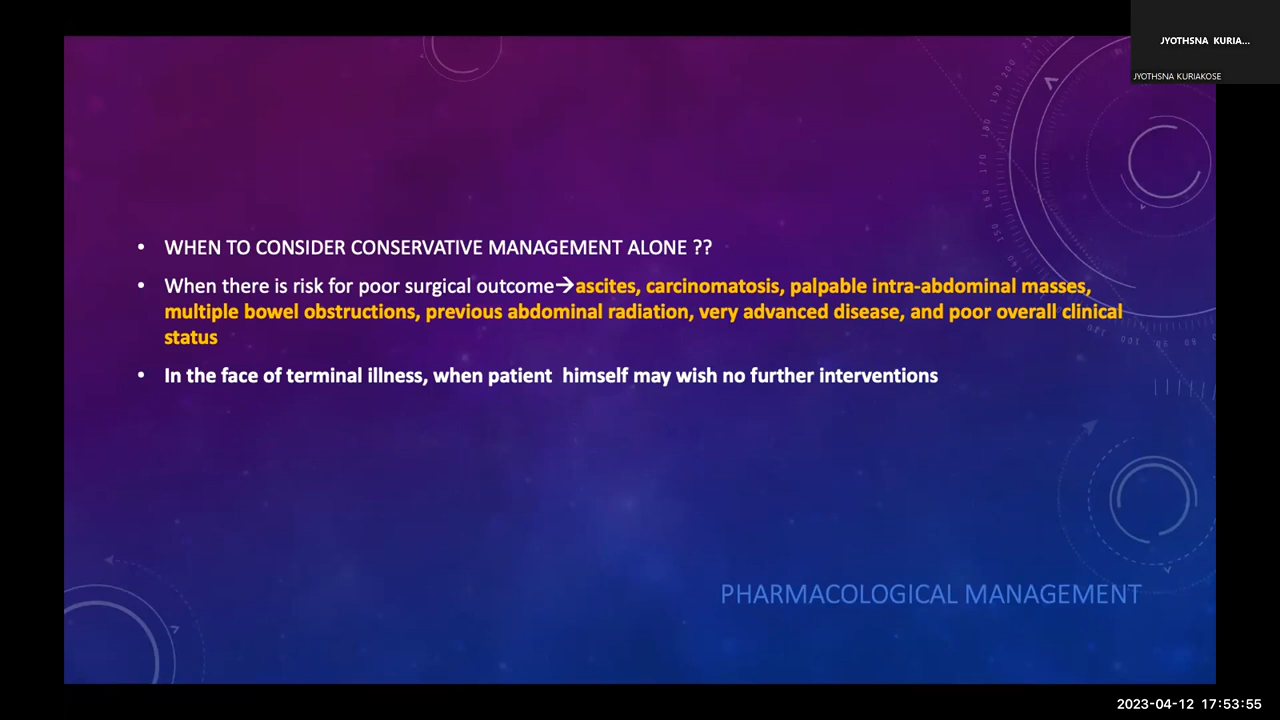 JYOTHSNA KURIA...
JYOTHSNA KURIAKOSE
• WHEN TO CONSIDER CONSERVATIVE MANAGEMENT ALONE ??
• When there is risk for poor surgical outcome→ascites, carcinomatosis, palpable intra-abdominal masses,
multiple bowel obstructions, previous abdominal radiation, very advanced disease, and poor overall clinical
status
• In the face of terminal illness, when patient himself may wish no further interventions
PHARMACOLOGICAL MANAGEMENT
2023-04-12 17:53:55